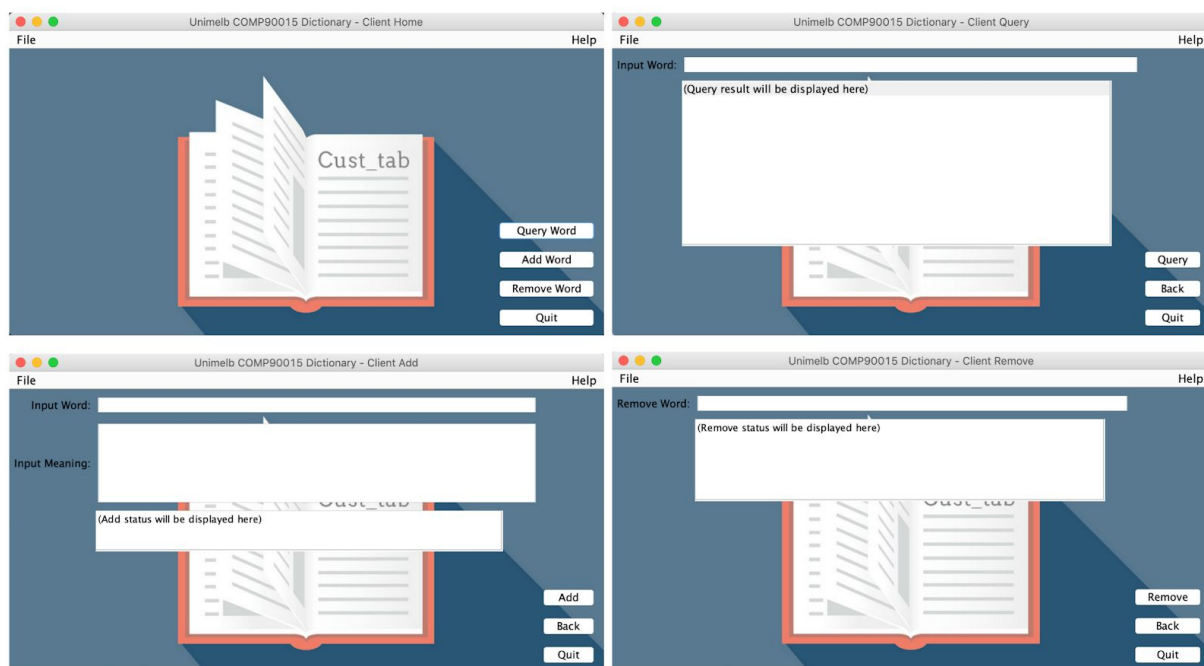 Unimelb COMP90015 Dictionary - Client Home
File Help
Cust_tab
Query Word
Add Word
Remove Word
Quit
Unimelb COMP90015 Dictionary - Client Query
File Help
Input Word:
(Query result will be displayed here)
Query
Back
Quit
Unimelb COMP90015 Dictionary - Client Add
File Help
Input Word:
Input Meaning:
Cust_tab
(Add status will be displayed here)
Add
Back
Quit
Unimelb COMP90015 Dictionary - Client Remove
File Help
Remove Word:
(Remove status will be displayed here)
Cust_tab
Remove
Back
Quit